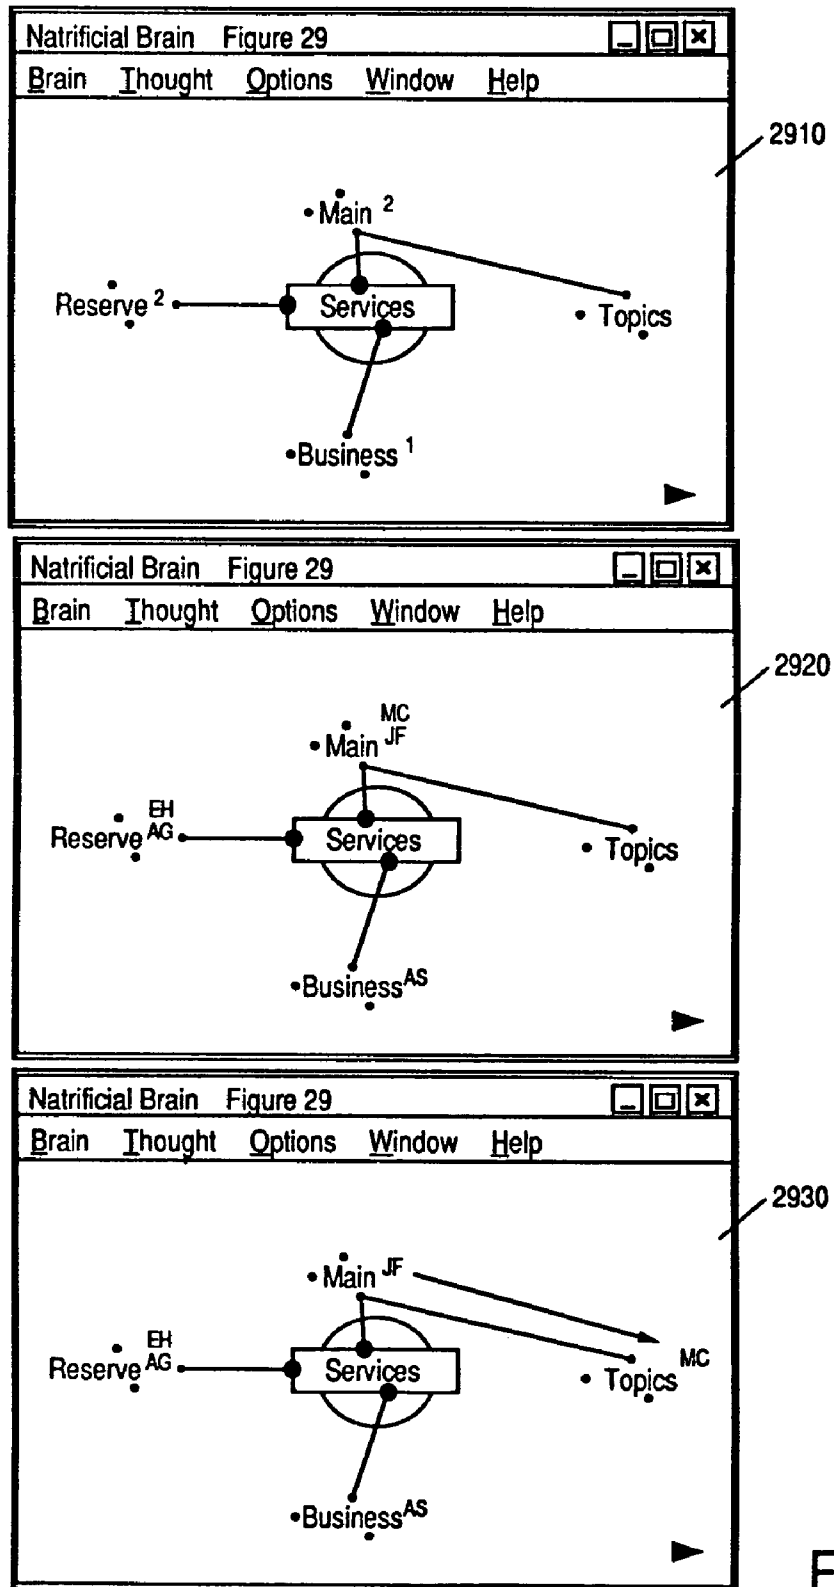 Natrificial Brain Figure 29
Brain Thought Options Window Help
2910
Main 2
Reserve 2
Services
Topics
Business 1
Natrificial Brain Figure 29
Brain Thought Options Window Help
2920
MC
Main JF
EH
Reserve AG
Services
Topics
Business AS
Natrificial Brain Figure 29
Brain Thought Options Window Help
2930
Main JF
EH
Reserve AG
MC
Services
Topics
Business AS